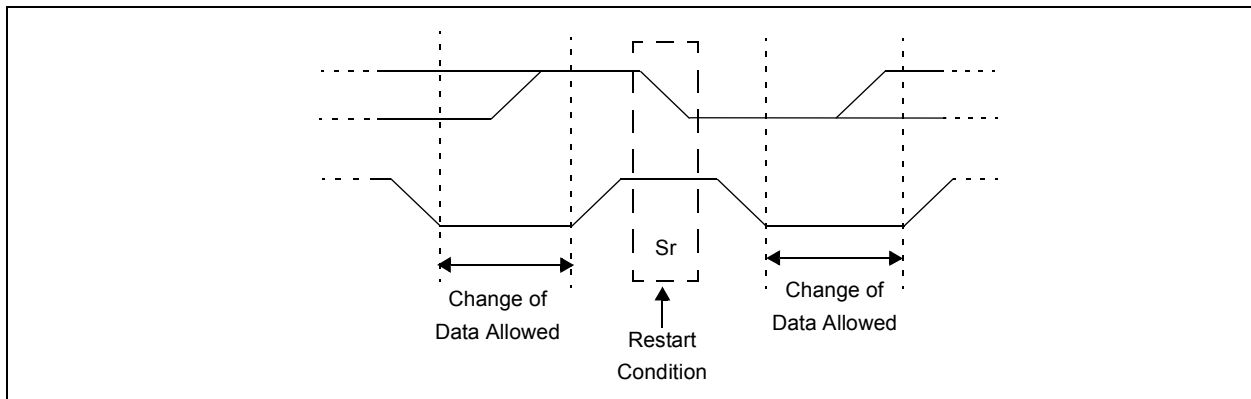 Sr
Change of
Data Allowed
Restart
Condition
Change of
Data Allowed